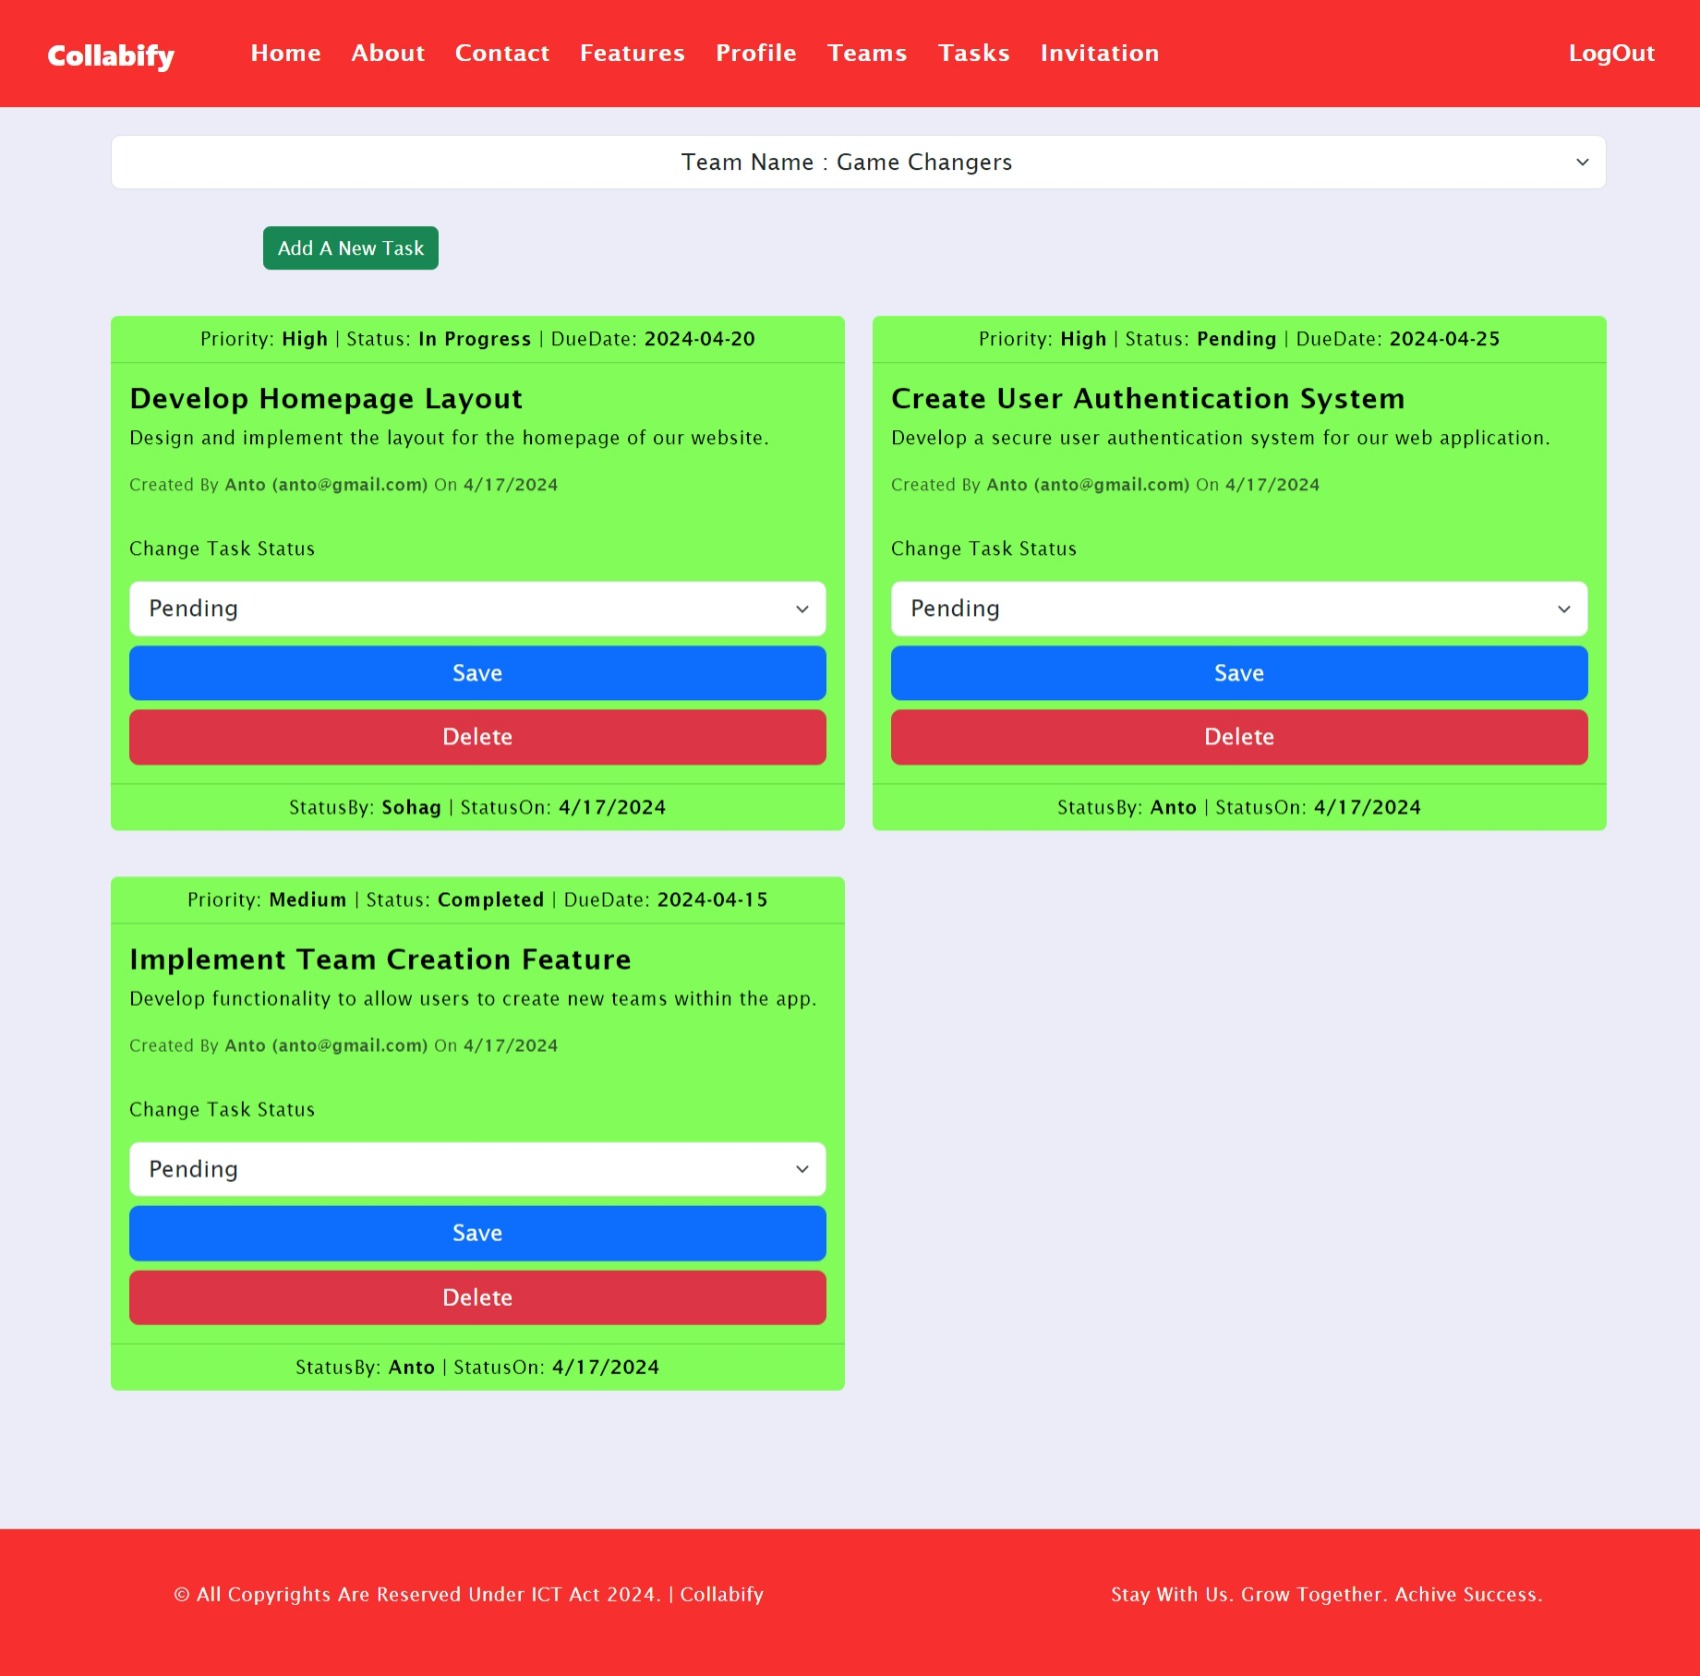 Collabify Home About Contact Features Profile Teams Tasks Invitation LogOut
Team Name : Game Changers
Add A New Task
Priority: High | Status: In Progress | DueDate: 2024-04-20
Develop Homepage Layout
Design and implement the layout for the homepage of our website.
Created By Anto (anto@gmail.com) On 4/17/2024
Change Task Status
Pending
Save
Delete
StatusBy: Sohag | StatusOn: 4/17/2024
Priority: High | Status: Pending | DueDate: 2024-04-25
Create User Authentication System
Develop a secure user authentication system for our web application.
Created By Anto (anto@gmail.com) On 4/17/2024
Change Task Status
Pending
Save
Delete
StatusBy: Anto | StatusOn: 4/17/2024
Priority: Medium | Status: Completed | DueDate: 2024-04-15
Implement Team Creation Feature
Develop functionality to allow users to create new teams within the app.
Created By Anto (anto@gmail.com) On 4/17/2024
Change Task Status
Pending
Save
Delete
StatusBy: Anto | StatusOn: 4/17/2024
© All Copyrights Are Reserved Under ICT Act 2024. | Collabify
Stay With Us. Grow Together. Achive Success.